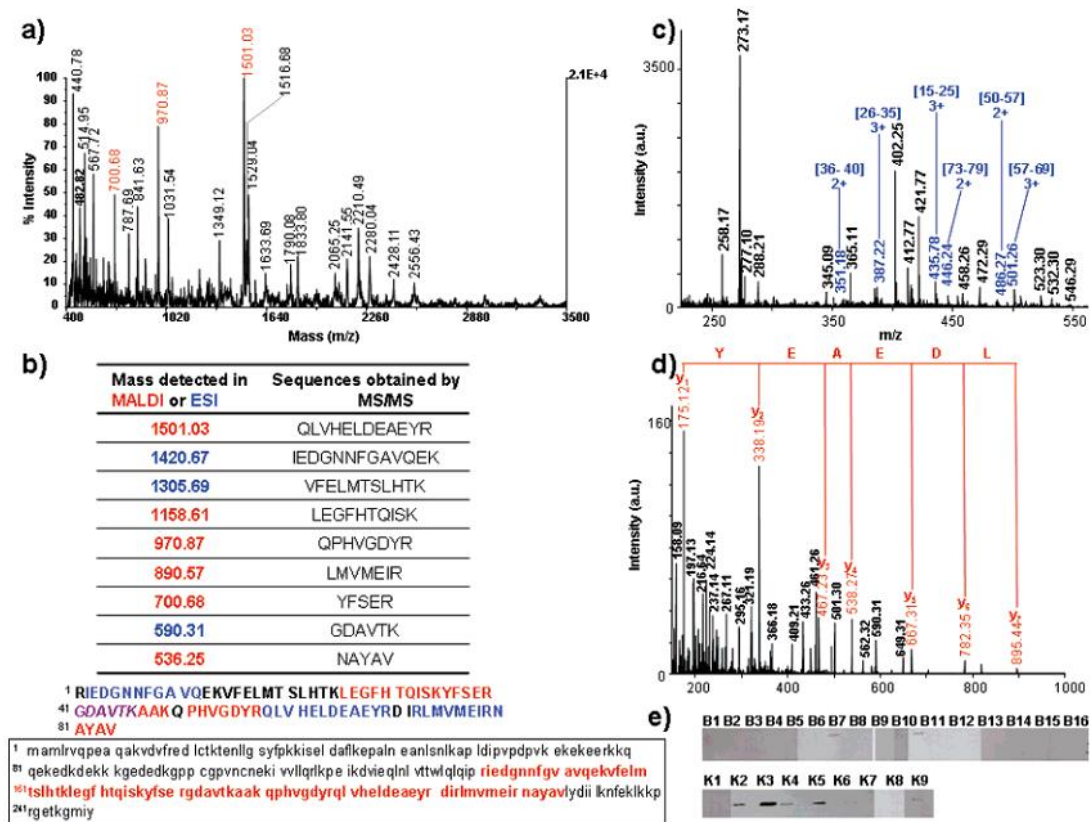 a)
% Intensity
100
90
80
70
60
50
40
30
20
10
0
440.78
482.82
514.95
567.72
700.68
787.69
841.63
970.87
1031.54
1349.12
1501.03
1516.68
1529.04
1633.69
1790.08
1833.80
2065.25
2141.55
2210.49
2280.04
2428.11
2556.43
2.1E+4
400 1020 1640 2260 2880 3500
Mass (m/z)
b)
Mass detected in MALDI or ESI
Sequences obtained by MS/MS
1501.03 QLVHELDEAEYR
1420.67 IEDGNNFGAVQEK
1305.69 VFELMTSLHTK
1158.61 LEGFHTQISK
970.87 QPHVGDYR
890.57 LMVMEIR
700.68 YFSER
590.31 GDAVTK
536.25 NAYAV
1 RIEDGNNFGA VQEKVFELMT SLHTKLEGFH TQISKYFSER
41 GDAVTKAAKQ PHVGDYRQLV HELDEAEYRD IRLMVMEIRN
81 AYAV
1 mamlrvqpea qakvdvfred lctktenllg syfpkkisel daflkepaln eanlsnlkap ldipvpdpvk ekekeerkkq
81 qekedkdekk kgededkgpp cgpvncneki vvllqrlkpe ikdvieqlnl vttwlqlqip riedgnnfgv avqekvfelm
161 tslhtklegf htqiskyfse rgdavtkaak qphvgdyrql vheldeaeyr dirlmvmeir nayavlydii lknfeklkkp
241 rgetkgmiy
c)
Intensity (a.u.)
3500
0
258.17
273.17
277.10
288.21
345.09
351.18
365.11
387.22
402.25
412.77
421.77
435.78
446.24
458.26
472.29
486.27
501.26
523.30
532.30
546.29
[36-40] 2+
[26-35] 3+
[15-25] 3+
[73-79] 2+
[50-57] 2+
[57-69] 3+
250 350 450 550
m/z
d)
Intensity (a.u.)
160
0
Y E A E D L
y1 175.12
y2 338.19
y3 467.23
y4 538.27
y5 667.31
y6 782.35
y7 895.44
158.09
197.13
216.64
224.14
237.14
267.11
295.16
321.19
366.18
409.21
433.26
461.26
501.30
562.32
590.31
649.31
200 400 600 800 1000
e)
B1 B2 B3 B4 B5 B6 B7 B8 B9 B10 B11 B12 B13 B14 B15 B16
K1 K2 K3 K4 K5 K6 K7 K8 K9